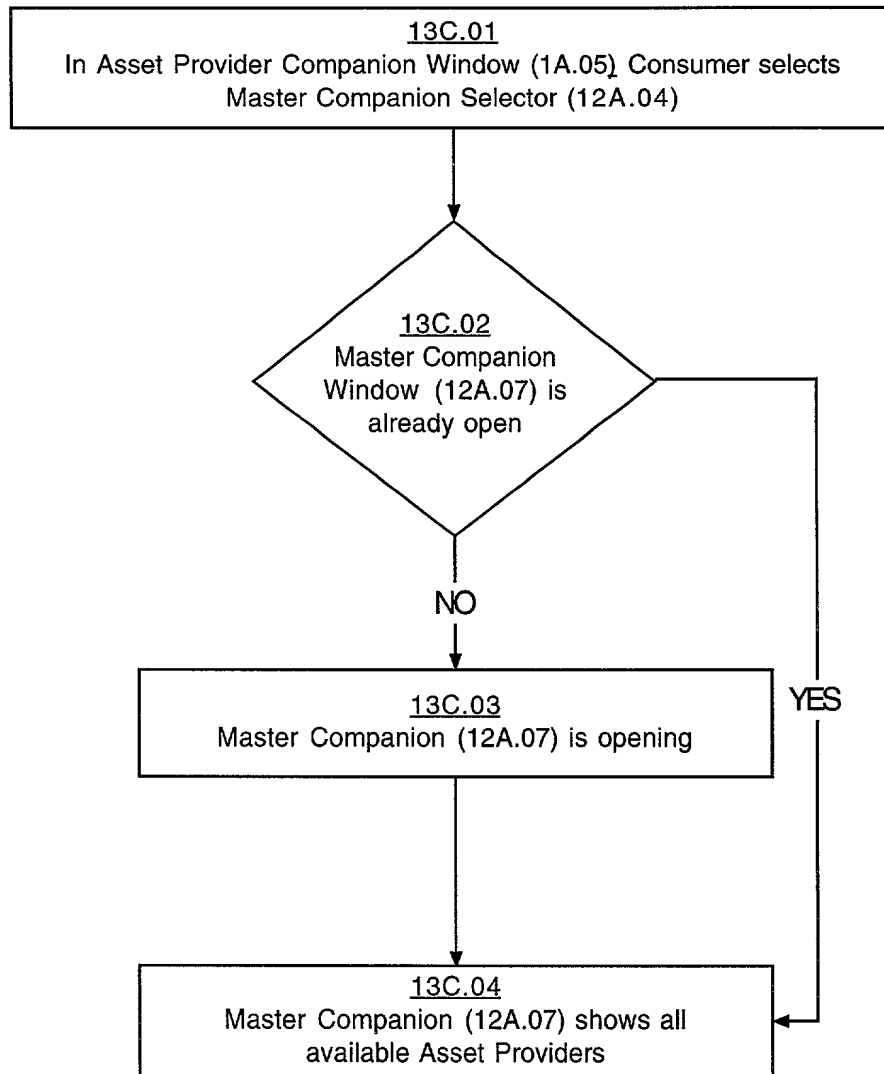 13C.01
In Asset Provider Companion Window (1A.05) Consumer selects
Master Companion Selector (12A.04)
13C.02
Master Companion
Window (12A.07) is
already open
NO
YES
13C.03
Master Companion (12A.07) is opening
13C.04
Master Companion (12A.07) shows all
available Asset Providers